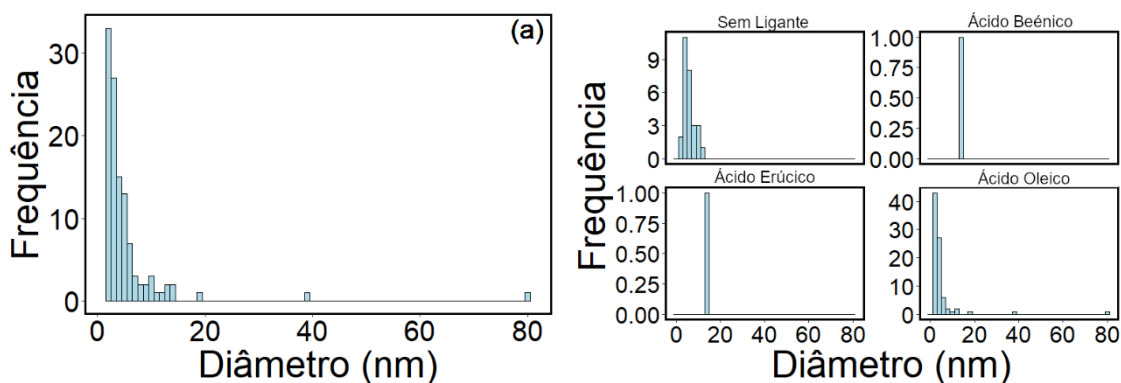 (a)
Frequência
30
20
10
0
0 20 40 60 80
Diâmetro (nm)
Sem Ligante
Ácido Beénico
Frequência
9
6
3
0
1.00
0.75
0.50
0.25
0.00
Ácido Erúcico
Ácido Oleico
1.00
0.75
0.50
0.25
0.00
40
30
20
10
0
0 20 40 60 80
0 20 40 60 80
Diâmetro (nm)